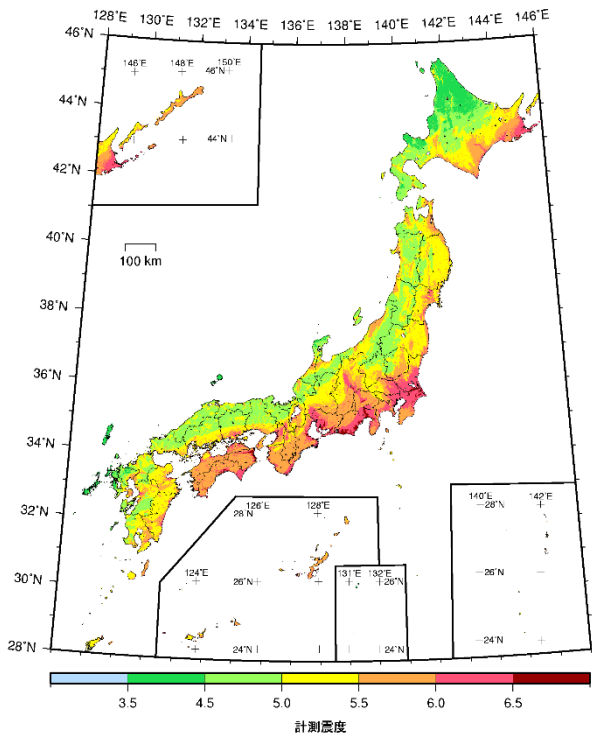 128°E 130°E 132°E 134°E 136°E 138°E 140°E 142°E 144°E 146°E
46°N
146°E 148°E 150°E
46°N
44°N
44°N
42°N
40°N
100 km
38°N
36°N
34°N
32°N
126°E 128°E
28°N
140°E 142°E
28°N
30°N
124°E
26°N
131°E 132°E
26°N
26°N
28°N
24°N
24°N
24°N
3.5 4.5 5.0 5.5 6.0 6.5
計測震度